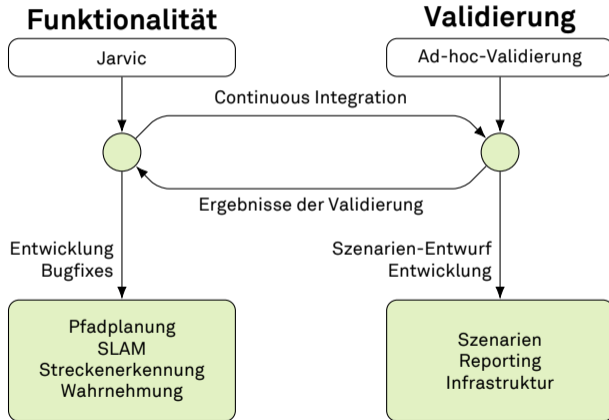 Funktionalität
Validierung
Jarvic
Ad-hoc-Validierung
Continuous Integration
Ergebnisse der Validierung
Entwicklung
Bugfixes
Szenarien-Entwurf
Entwicklung
Pfadplanung
SLAM
Streckenerkennung
Wahrnehmung
Szenarien
Reporting
Infrastruktur